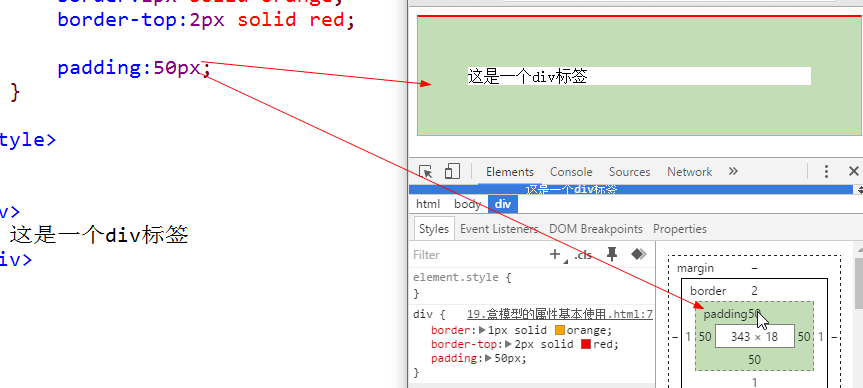 border:1px solid orange;
border-top:2px solid red;
padding:50px;
}
tyle>
v>
这是一个div标签
iv>
这是一个div标签
Elements Console Sources Network »
这是一个div标签
html body div
Styles Event Listeners DOM Breakpoints Properties
Filter + .cls
element.style {
}
div { 19.盒模型的属性基本使用.html:7
border:▶1px solid orange;
border-top:▶2px solid red;
padding:▶50px;
}
margin –
border 2
padding50
– 1 50 343 × 18 50 1 –
50
1